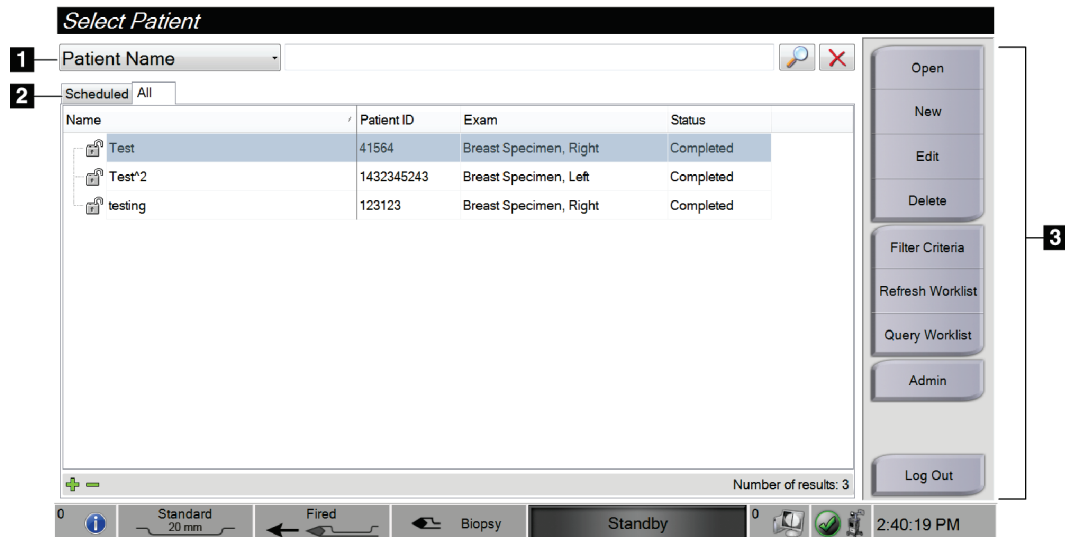 Select Patient
1
Patient Name
2
Scheduled All
Name Patient ID Exam Status
Test 41564 Breast Specimen, Right Completed
Test^2 1432345243 Breast Specimen, Left Completed
testing 123123 Breast Specimen, Right Completed
Number of results: 3
Open
New
Edit
Delete
Filter Criteria
Refresh Worklist
Query Worklist
Admin
Log Out
3
0
Standard
20 mm
Fired
Biopsy
Standby
0
2:40:19 PM